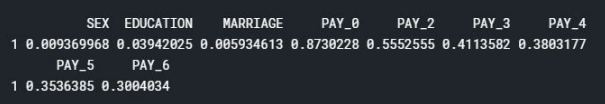 SEX EDUCATION MARRIAGE PAY_0 PAY_2 PAY_3 PAY_4
1 0.009369968 0.03942025 0.005934613 0.8730228 0.5552555 0.4113582 0.3803177
PAY_5 PAY_6
1 0.3536385 0.3004034